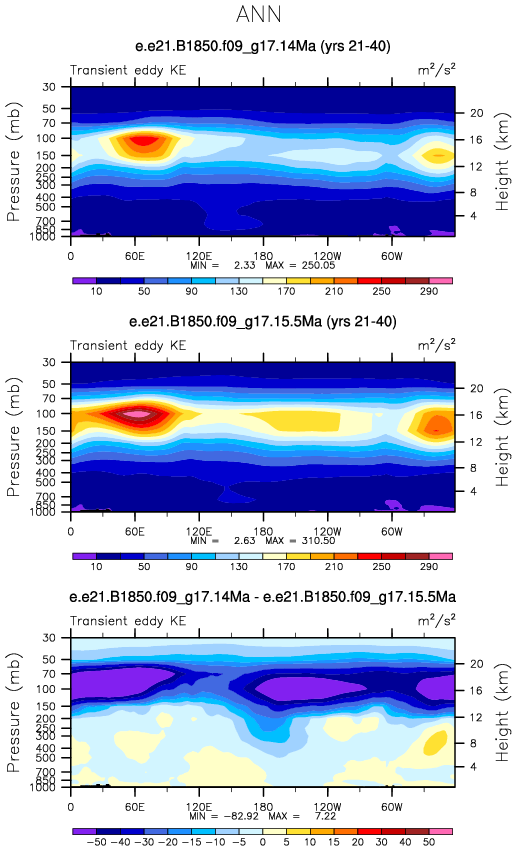 ANN
e.e21.B1850.f09_g17.14Ma (yrs 21-40)
Transient eddy KE m²/s²
30
50
70
100
150
200
250
300
400
500
700
850
1000
Pressure (mb)
20
16
12
8
4
Height (km)
0 60E 120E 180 120W 60W
MIN = 2.33 MAX = 250.05
10 50 90 130 170 210 250 290
e.e21.B1850.f09_g17.15.5Ma (yrs 21-40)
Transient eddy KE m²/s²
30
50
70
100
150
200
250
300
400
500
700
850
1000
Pressure (mb)
20
16
12
8
4
Height (km)
0 60E 120E 180 120W 60W
MIN = 2.63 MAX = 310.50
10 50 90 130 170 210 250 290
e.e21.B1850.f09_g17.14Ma - e.e21.B1850.f09_g17.15.5Ma
Transient eddy KE m²/s²
30
50
70
100
150
200
250
300
400
500
700
850
1000
Pressure (mb)
20
16
12
8
4
Height (km)
0 60E 120E 180 120W 60W
MIN = −82.92 MAX = 7.22
−50 −40 −30 −20 −15 −10 −5 0 5 10 15 20 30 40 50